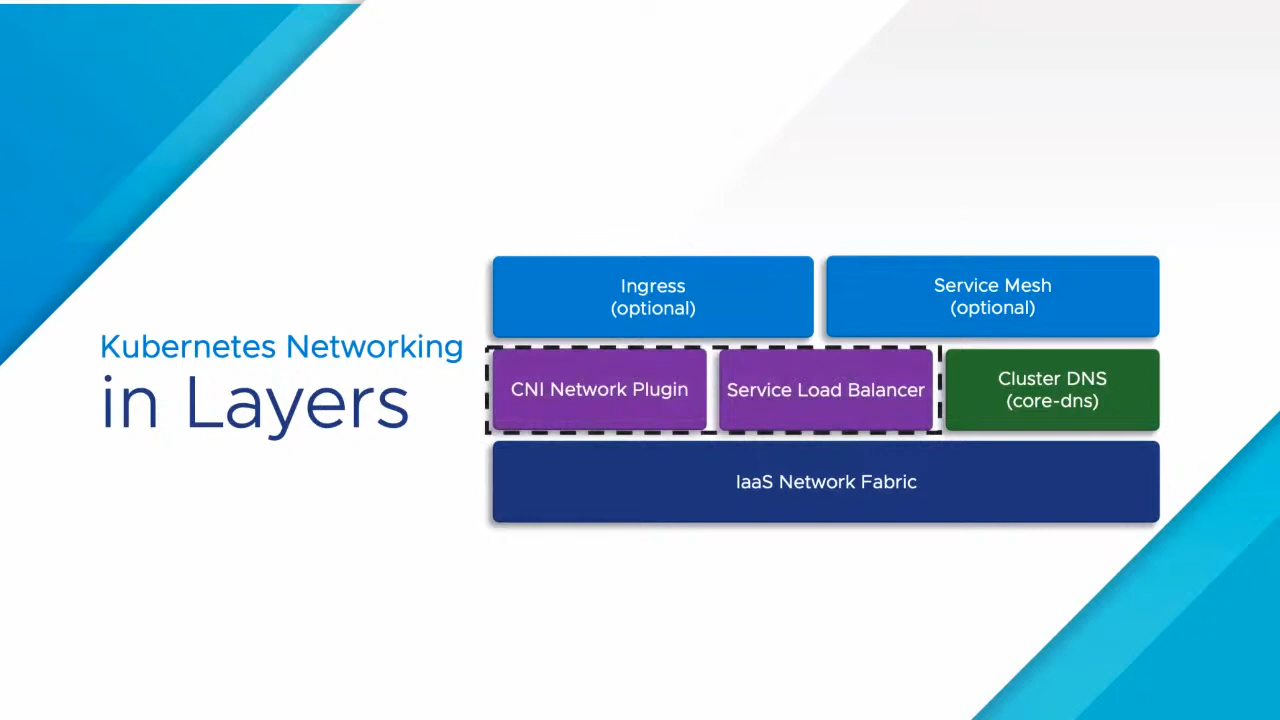 Kubernetes Networking
in Layers
Ingress
(optional)
Service Mesh
(optional)
CNI Network Plugin
Service Load Balancer
Cluster DNS
(core-dns)
IaaS Network Fabric